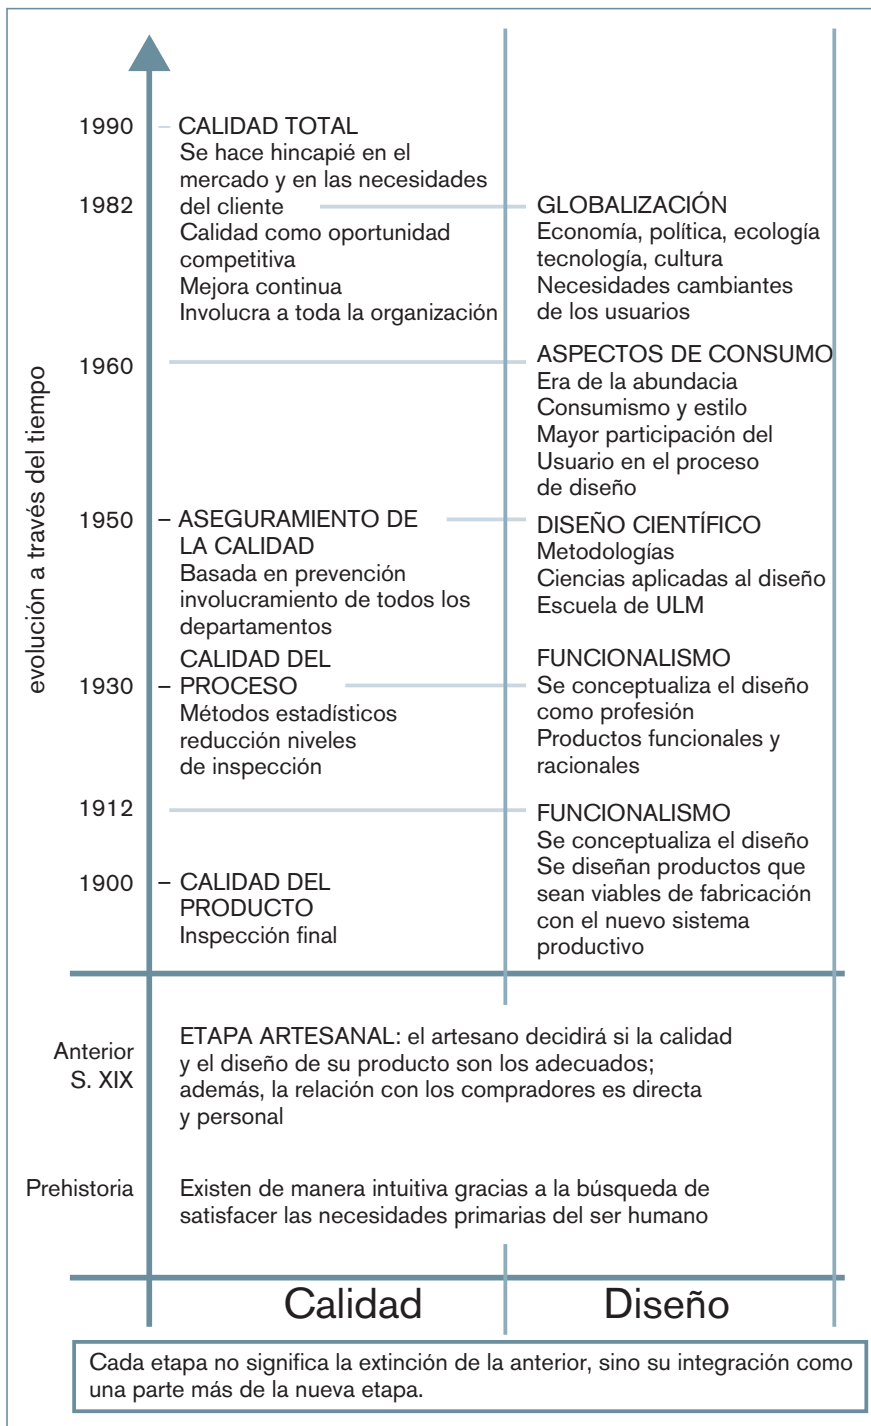 evolución a través del tiempo
1990
CALIDAD TOTAL
Se hace hincapié en el
mercado y en las necesidades
del cliente
Calidad como oportunidad
competitiva
Mejora continua
Involucra a toda la organización
1982
GLOBALIZACIÓN
Economía, política, ecología
tecnología, cultura
Necesidades cambiantes
de los usuarios
1960
ASPECTOS DE CONSUMO
Era de la abundacia
Consumismo y estilo
Mayor participación del
Usuario en el proceso
de diseño
1950
ASEGURAMIENTO DE
LA CALIDAD
Basada en prevención
involucramiento de todos los
departamentos
DISEÑO CIENTÍFICO
Metodologías
Ciencias aplicadas al diseño
Escuela de ULM
1930
CALIDAD DEL
PROCESO
Métodos estadísticos
reducción niveles
de inspección
FUNCIONALISMO
Se conceptualiza el diseño
como profesión
Productos funcionales y
racionales
1912
FUNCIONALISMO
Se conceptualiza el diseño
Se diseñan productos que
sean viables de fabricación
con el nuevo sistema
productivo
1900
CALIDAD DEL
PRODUCTO
Inspección final
Anterior
S. XIX
ETAPA ARTESANAL: el artesano decidirá si la calidad
y el diseño de su producto son los adecuados;
además, la relación con los compradores es directa
y personal
Prehistoria
Existen de manera intuitiva gracias a la búsqueda de
satisfacer las necesidades primarias del ser humano
Calidad
Diseño
Cada etapa no significa la extinción de la anterior, sino su integración como
una parte más de la nueva etapa.